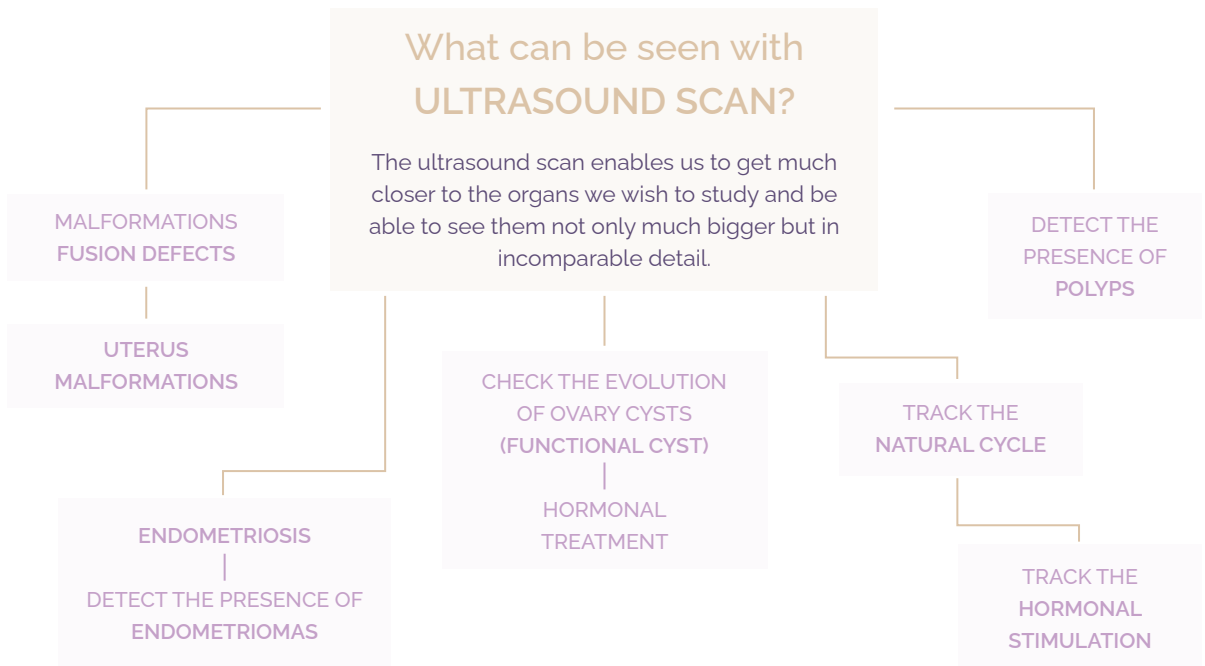 What can be seen with
ULTRASOUND SCAN?
The ultrasound scan enables us to get much
closer to the organs we wish to study and be
able to see them not only much bigger but in
incomparable detail.
MALFORMATIONS
FUSION DEFECTS
UTERUS
MALFORMATIONS
ENDOMETRIOSIS
DETECT THE PRESENCE OF
ENDOMETRIOMAS
CHECK THE EVOLUTION
OF OVARY CYSTS
(FUNCTIONAL CYST)
HORMONAL
TREATMENT
TRACK THE
NATURAL CYCLE
TRACK THE
HORMONAL
STIMULATION
DETECT THE
PRESENCE OF
POLYPS